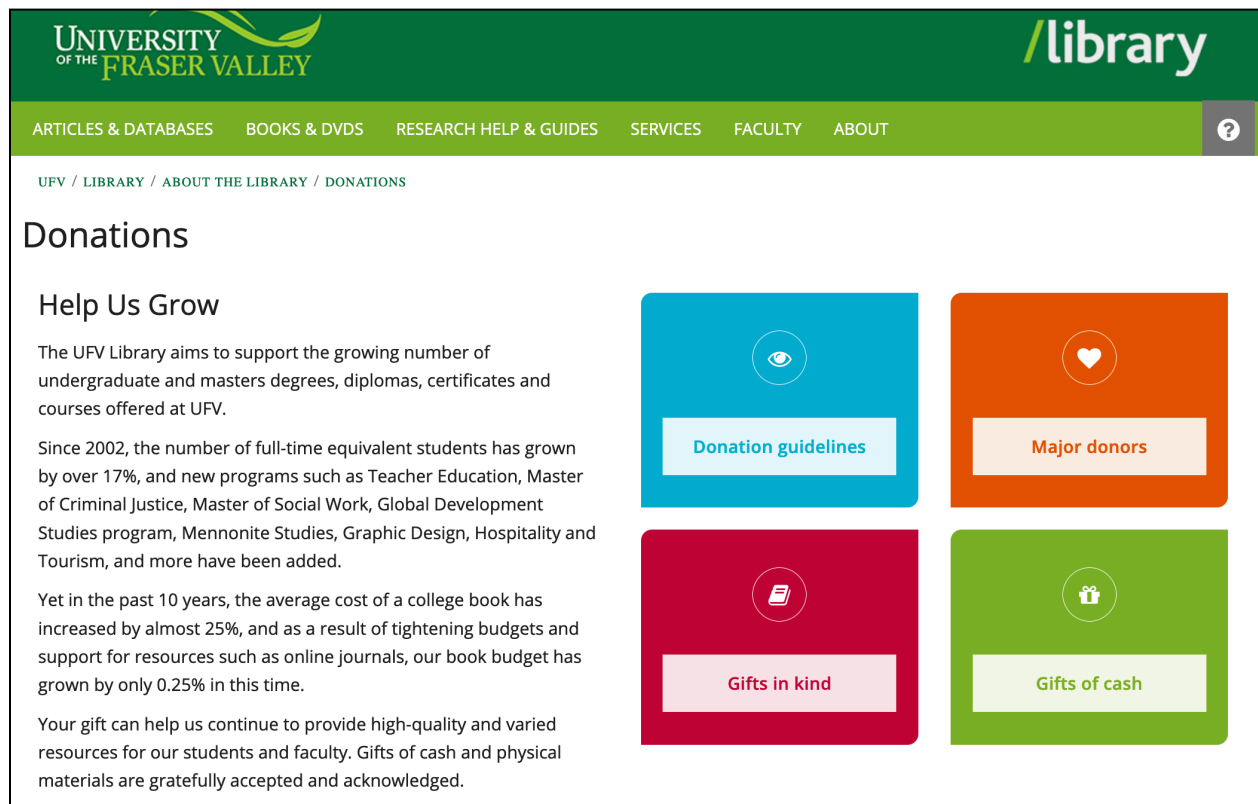 UNIVERSITY
OF THE FRASER VALLEY
/library
ARTICLES & DATABASES BOOKS & DVDS RESEARCH HELP & GUIDES SERVICES FACULTY ABOUT ?
UFV / LIBRARY / ABOUT THE LIBRARY / DONATIONS
Donations
Help Us Grow
The UFV Library aims to support the growing number of
undergraduate and masters degrees, diplomas, certificates and
courses offered at UFV.
Since 2002, the number of full-time equivalent students has grown
by over 17%, and new programs such as Teacher Education, Master
of Criminal Justice, Master of Social Work, Global Development
Studies program, Mennonite Studies, Graphic Design, Hospitality and
Tourism, and more have been added.
Yet in the past 10 years, the average cost of a college book has
increased by almost 25%, and as a result of tightening budgets and
support for resources such as online journals, our book budget has
grown by only 0.25% in this time.
Your gift can help us continue to provide high-quality and varied
resources for our students and faculty. Gifts of cash and physical
materials are gratefully accepted and acknowledged.
Donation guidelines
Major donors
Gifts in kind
Gifts of cash